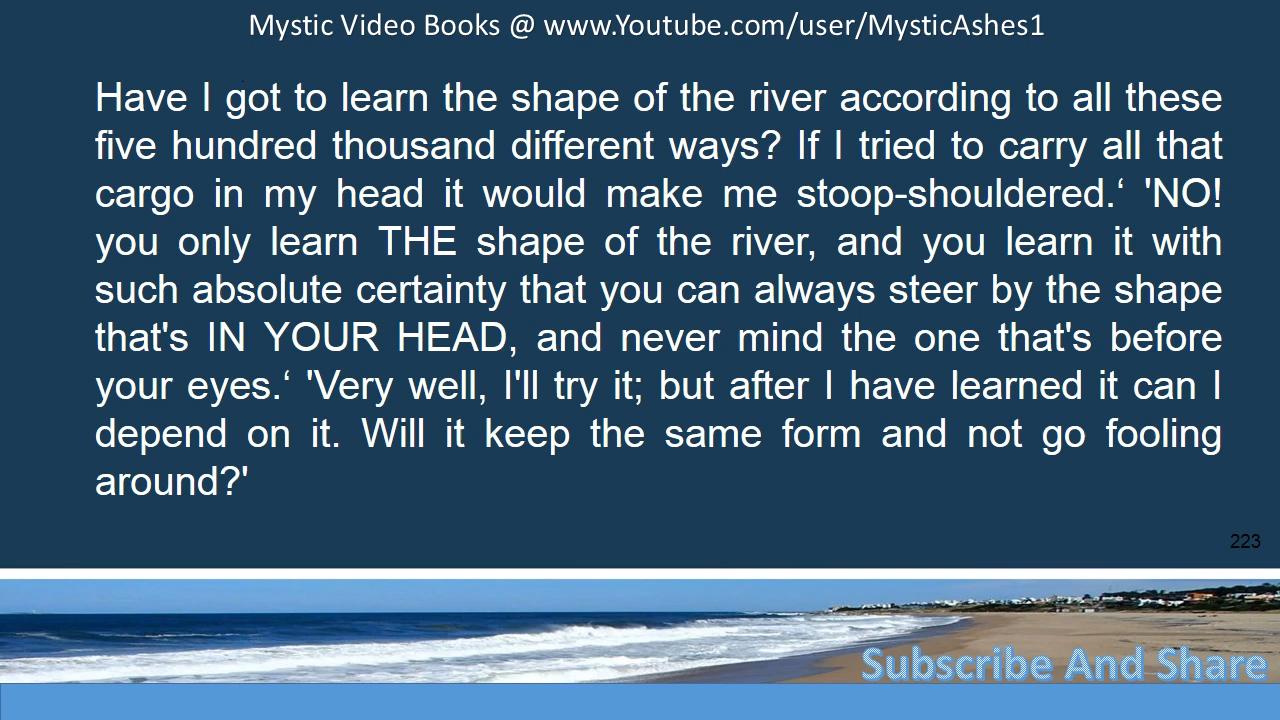 Mystic Video Books @ www.Youtube.com/user/MysticAshes1
Have I got to learn the shape of the river according to all these
five hundred thousand different ways? If I tried to carry all that
cargo in my head it would make me stoop-shouldered.‘ 'NO!
you only learn THE shape of the river, and you learn it with
such absolute certainty that you can always steer by the shape
that's IN YOUR HEAD, and never mind the one that's before
your eyes.‘ 'Very well, I'll try it; but after I have learned it can I
depend on it. Will it keep the same form and not go fooling
around?'
223
Subscribe And Share